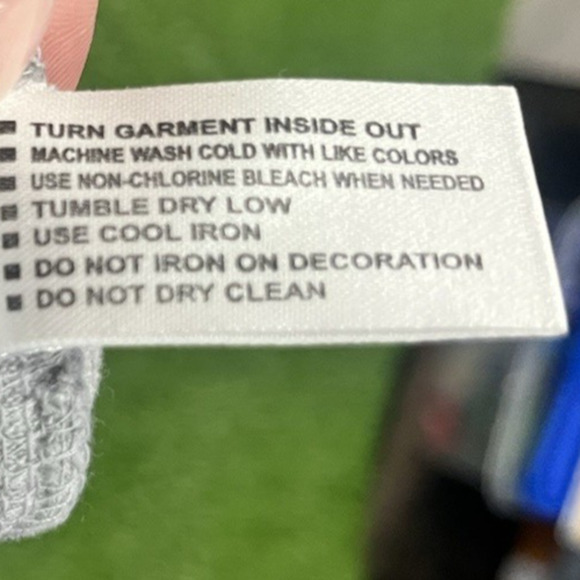 TURN GARMENT INSIDE OUT
MACHINE WASH COLD WITH LIKE COLORS
USE NON-CHLORINE BLEACH WHEN NEEDED
TUMBLE DRY LOW
USE COOL IRON
DO NOT IRON ON DECORATION
DO NOT DRY CLEAN